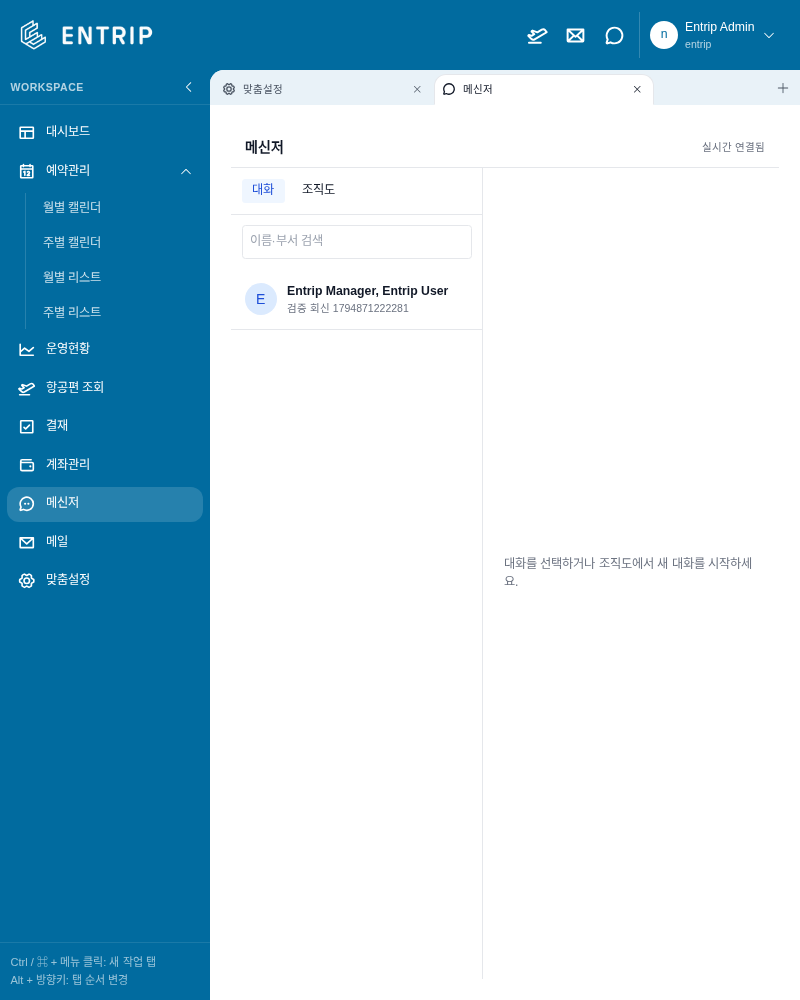 ENTRIP
n
Entrip Admin
entrip
WORKSPACE
대시보드
12
예약관리
월별 캘린더
주별 캘린더
월별 리스트
주별 리스트
운영현황
항공편 조회
결재
계좌관리
메신저
메일
맞춤설정
Ctrl / ⌘ + 메뉴 클릭: 새 작업 탭
Alt + 방향키: 탭 순서 변경
맞춤설정
메신저
메신저
실시간 연결됨
대화
조직도
이름·부서 검색
E
Entrip Manager, Entrip User
검증 회신 1794871222281
대화를 선택하거나 조직도에서 새 대화를 시작하세
요.